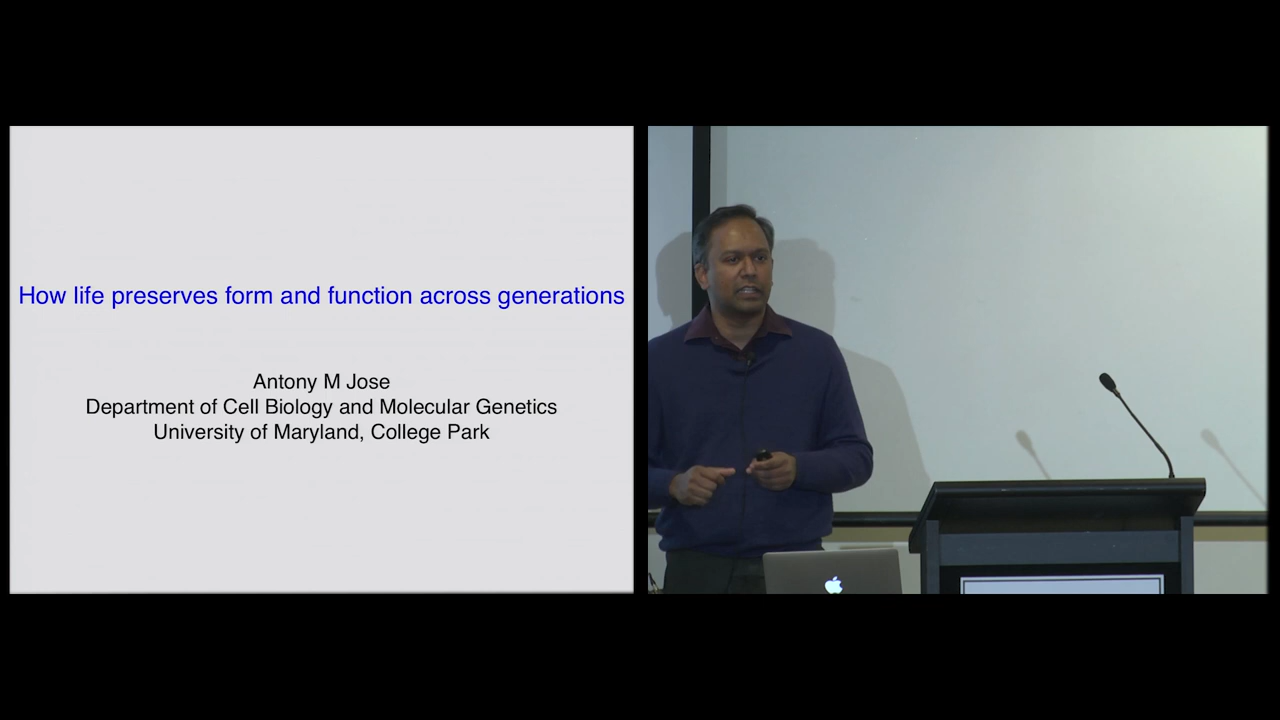 How life preserves form and function across generations
Antony M Jose
Department of Cell Biology and Molecular Genetics
University of Maryland, College Park